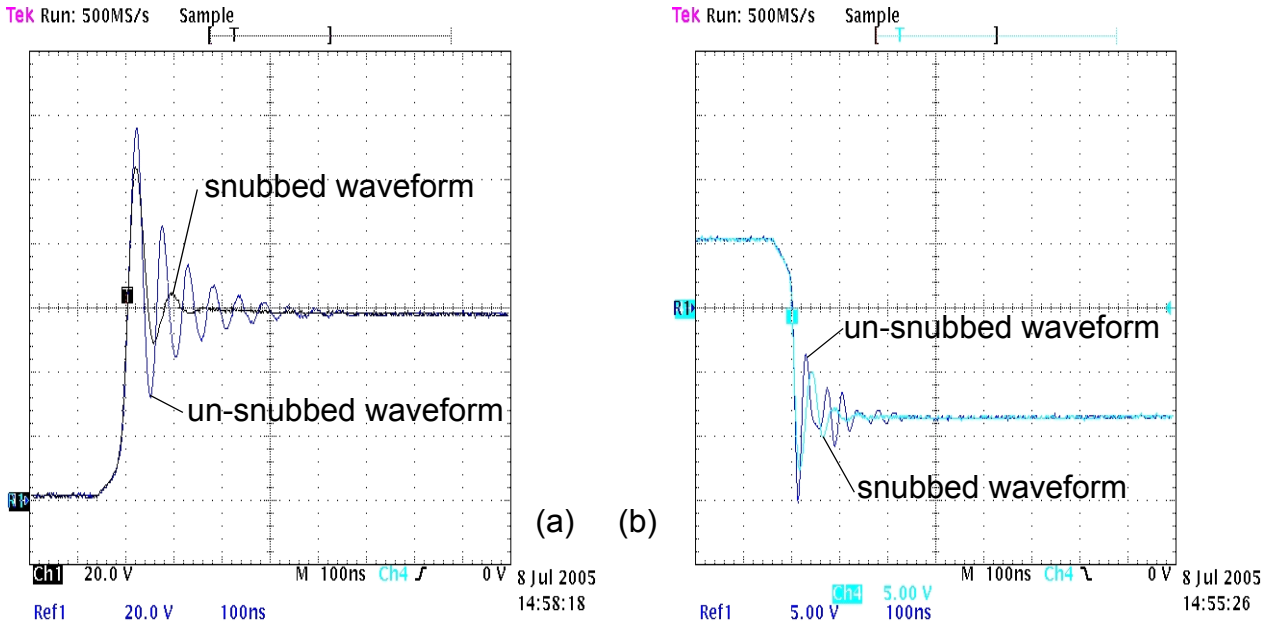 Tek Run: 500MS/s Sample
T
snubbed waveform
T
un-snubbed waveform
R1
(a)
Ch1 20.0 V M 100ns Ch4 0 V
8 Jul 2005
14:58:18
Ref1 20.0 V 100ns
Tek Run: 500MS/s Sample
T
R1
un-snubbed waveform
snubbed waveform
(b)
M 100ns Ch4 0 V
8 Jul 2005
14:55:26
Ch4 5.00 V
Ref1 5.00 V 100ns